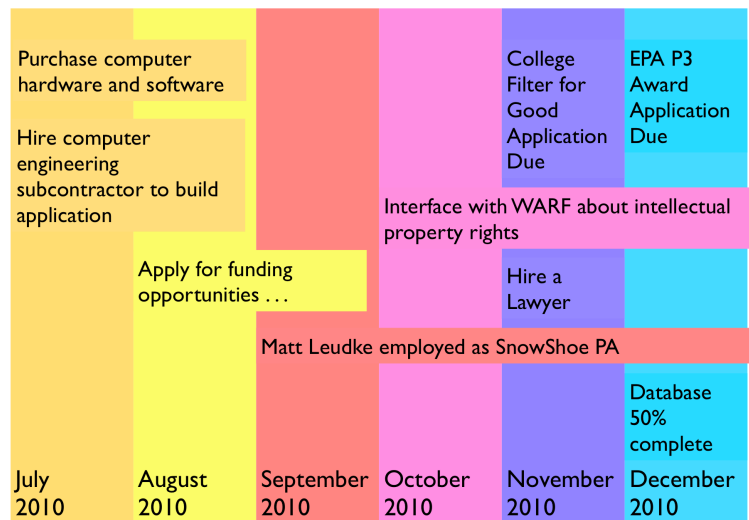 Purchase computer
hardware and software
Hire computer
engineering
subcontractor to build
application
College
Filter for
Good
Application
Due
EPA P3
Award
Application
Due
Interface with WARF about intellectual
property rights
Apply for funding
opportunities ...
Hire a
Lawyer
Matt Leudke employed as SnowShoe PA
Database
50%
complete
July
2010
August
2010
September
2010
October
2010
November
2010
December
2010